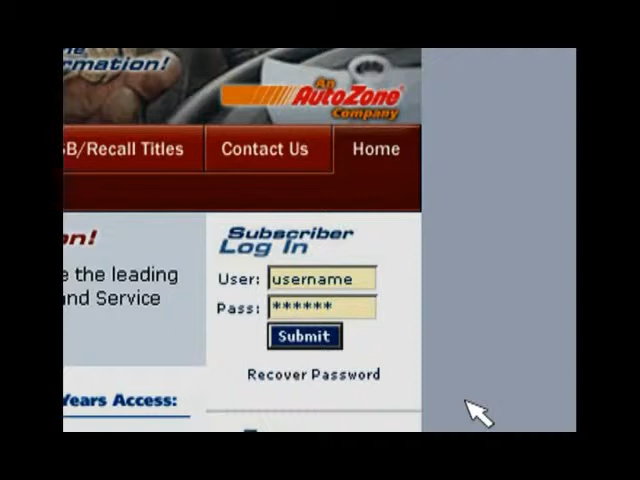 rmation!
An
AutoZone
Company
SB/Recall Titles
Contact Us
Home
on!
Subscriber
Log In
e the leading
User: username
and Service
Pass: ******
Submit
Recover Password
Years Access: